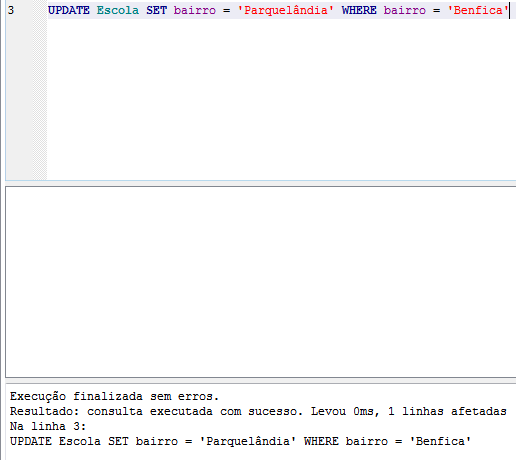 3 UPDATE Escola SET bairro = 'Parquelândia' WHERE bairro = 'Benfica'
Execução finalizada sem erros.
Resultado: consulta executada com sucesso. Levou 0ms, 1 linhas afetadas
Na linha 3:
UPDATE Escola SET bairro = 'Parquelândia' WHERE bairro = 'Benfica'